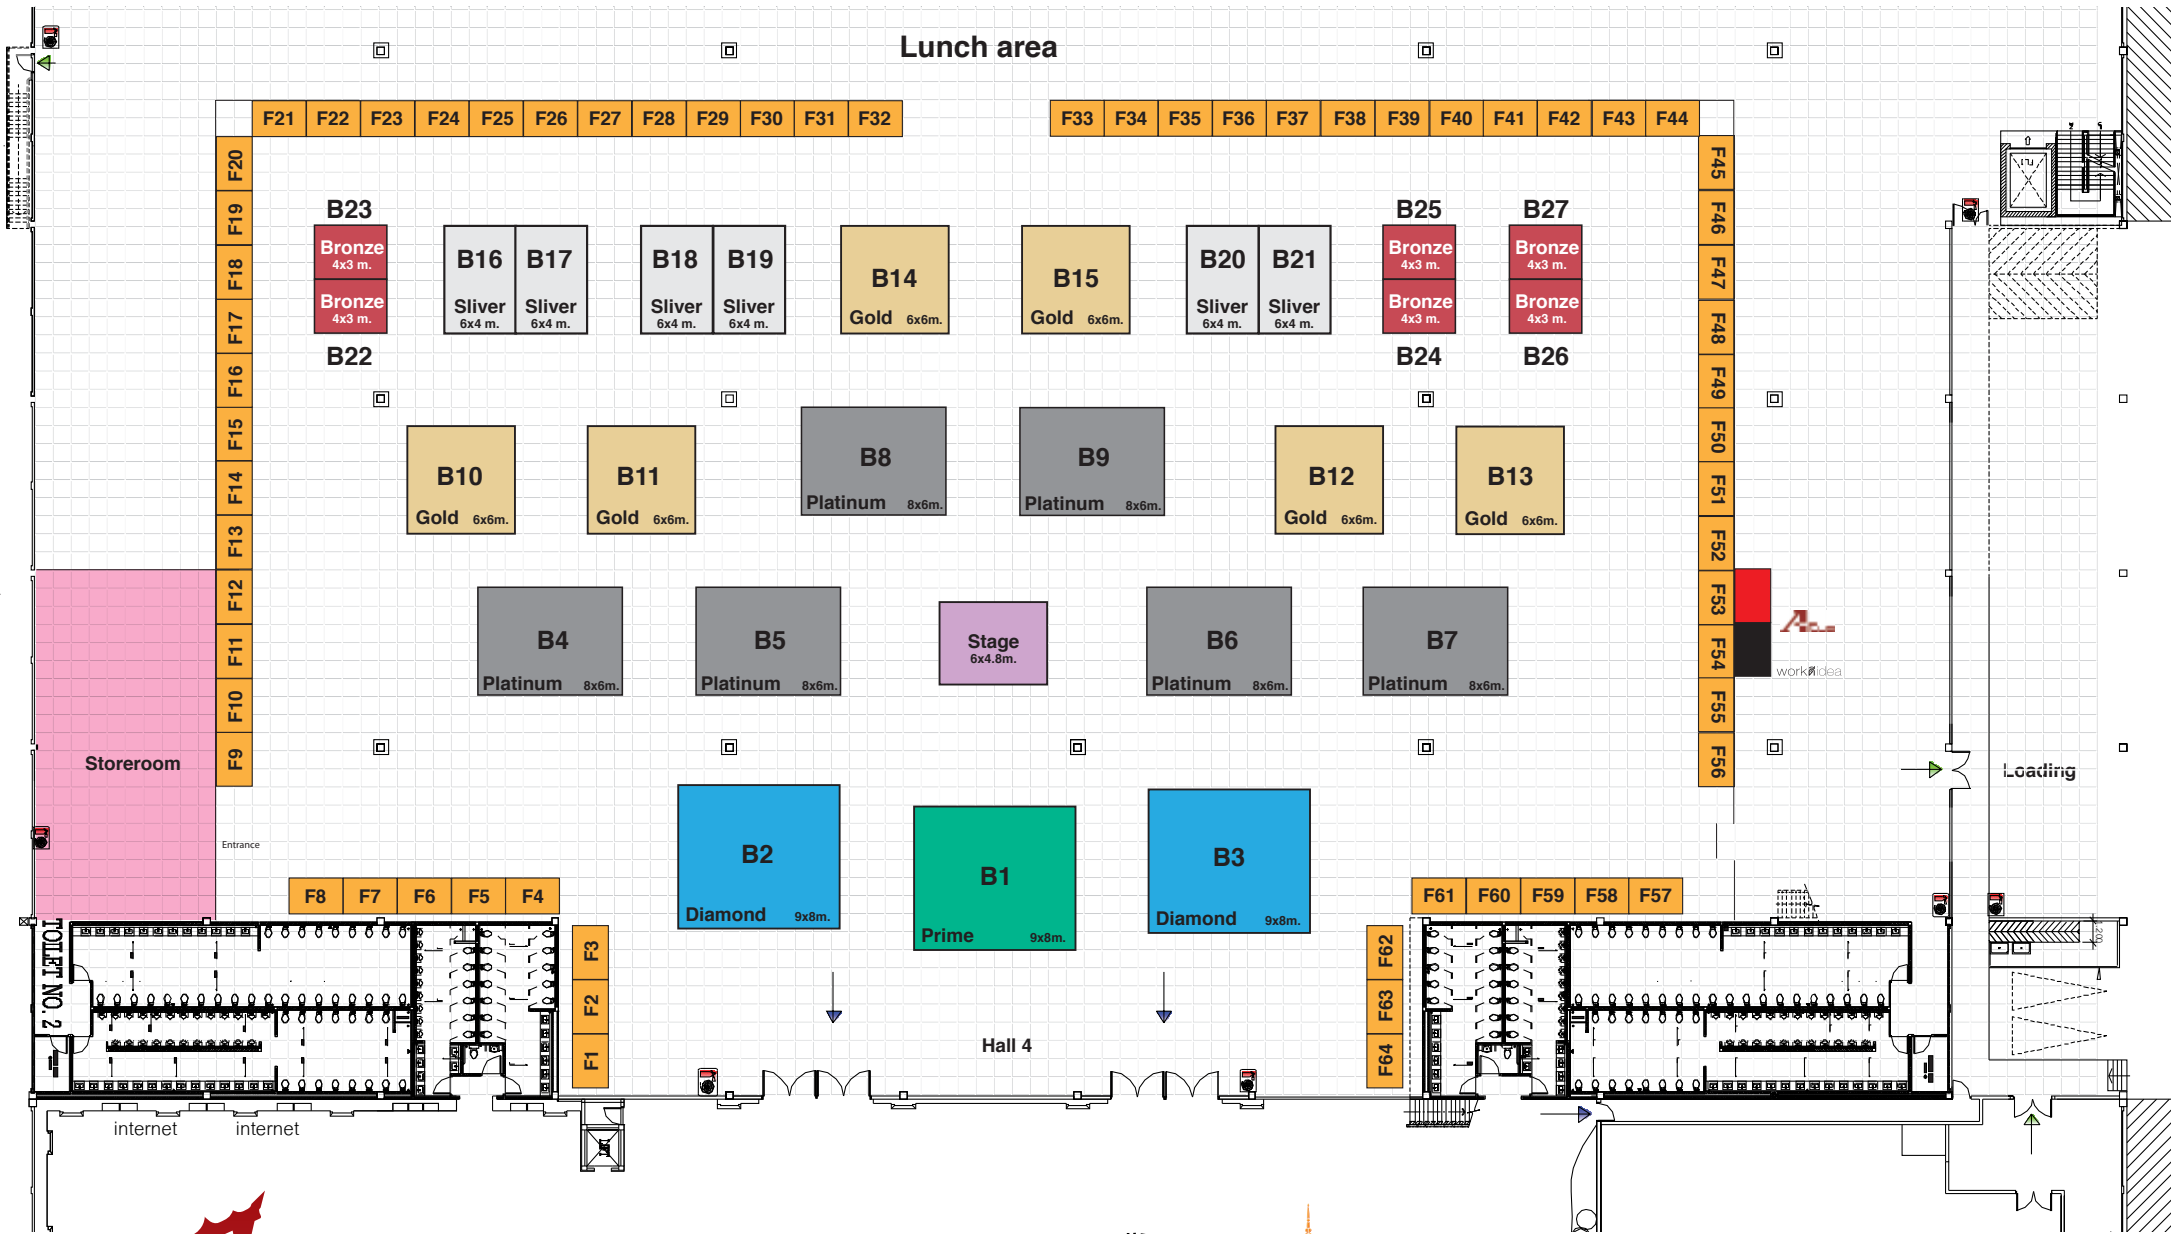 Lunch area
F21 F22 F23 F24 F25 F26 F27 F28 F29 F30 F31 F32
F33 F34 F35 F36 F37 F38 F39 F40 F41 F42 F43 F44
F20
F19
F18
F17
F16
F15
F14
F13
F12
F11
F10
F9
F45
F46
F47
F48
F49
F50
F51
F52
F53
F54
F55
F56
B23
Bronze
4x3 m.
Bronze
4x3 m.
B22
B16
Sliver
6x4 m.
B17
Sliver
6x4 m.
B18
Sliver
6x4 m.
B19
Sliver
6x4 m.
B14
Gold 6x6m.
B15
Gold 6x6m.
B20
Sliver
6x4 m.
B21
Sliver
6x4 m.
B25
Bronze
4x3 m.
Bronze
4x3 m.
B24
B27
Bronze
4x3 m.
Bronze
4x3 m.
B26
B10
Gold 6x6m.
B11
Gold 6x6m.
B8
Platinum 8x6m.
B9
Platinum 8x6m.
B12
Gold 6x6m.
B13
Gold 6x6m.
B4
Platinum 8x6m.
B5
Platinum 8x6m.
Stage
6x4.8m.
B6
Platinum 8x6m.
B7
Platinum 8x6m.
workidea
Storeroom
Loading
Entrance
B2
Diamond 9x8m.
B1
Prime 9x8m.
B3
Diamond 9x8m.
F8 F7 F6 F5 F4
F61 F60 F59 F58 F57
F3
F2
F1
F62
F63
F64
TOILET NO. 2
Hall 4
internet internet